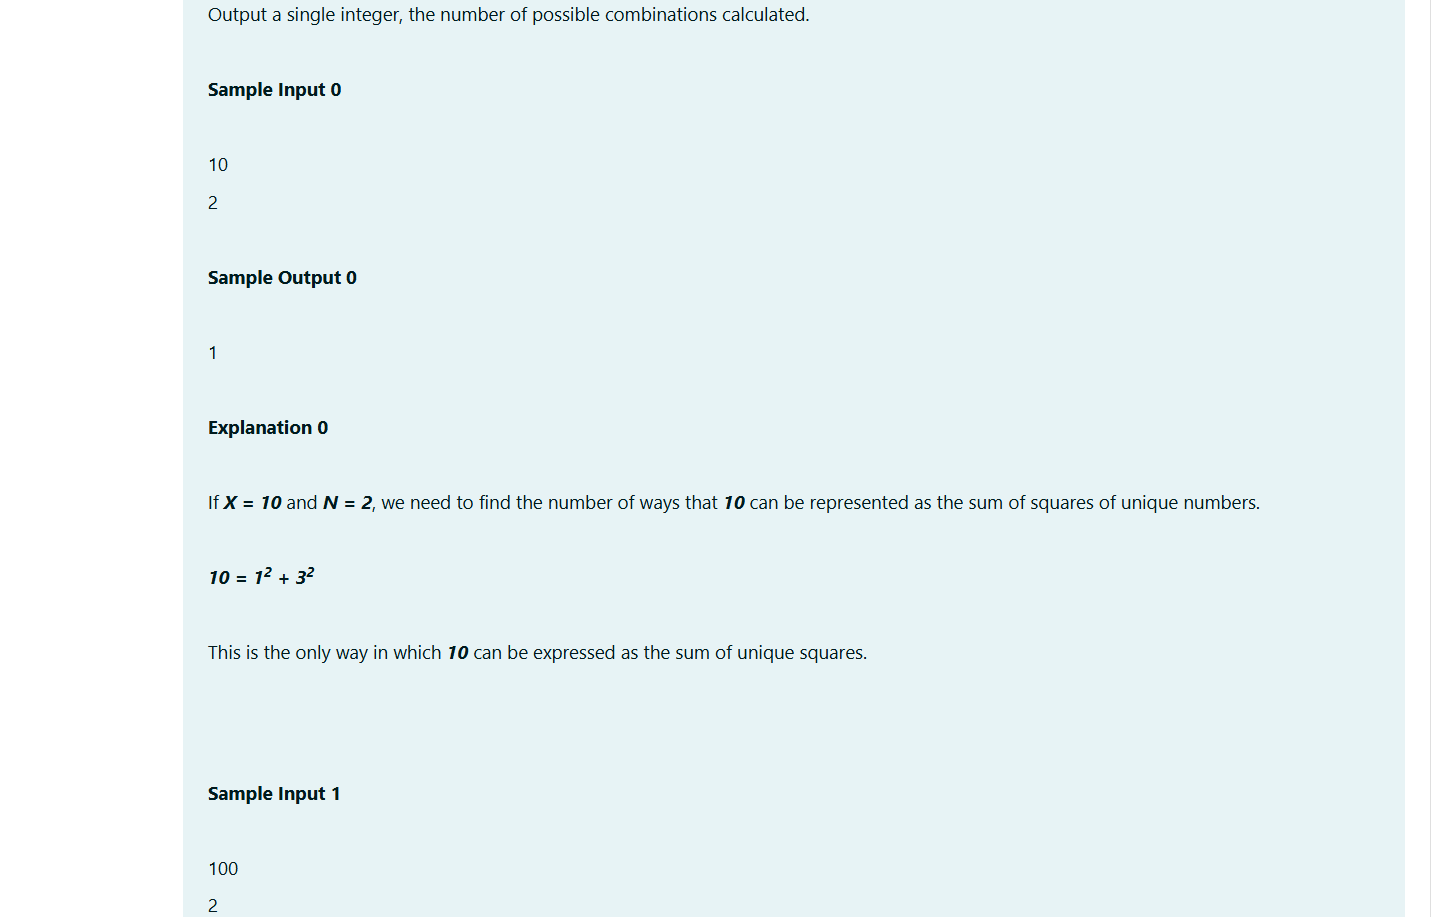 Output a single integer, the number of possible combinations calculated.
Sample Input 0
10
2
Sample Output 0
1
Explanation 0
If X = 10 and N = 2, we need to find the number of ways that 10 can be represented as the sum of squares of unique numbers.
10 = 1² + 3²
This is the only way in which 10 can be expressed as the sum of unique squares.
Sample Input 1
100
2